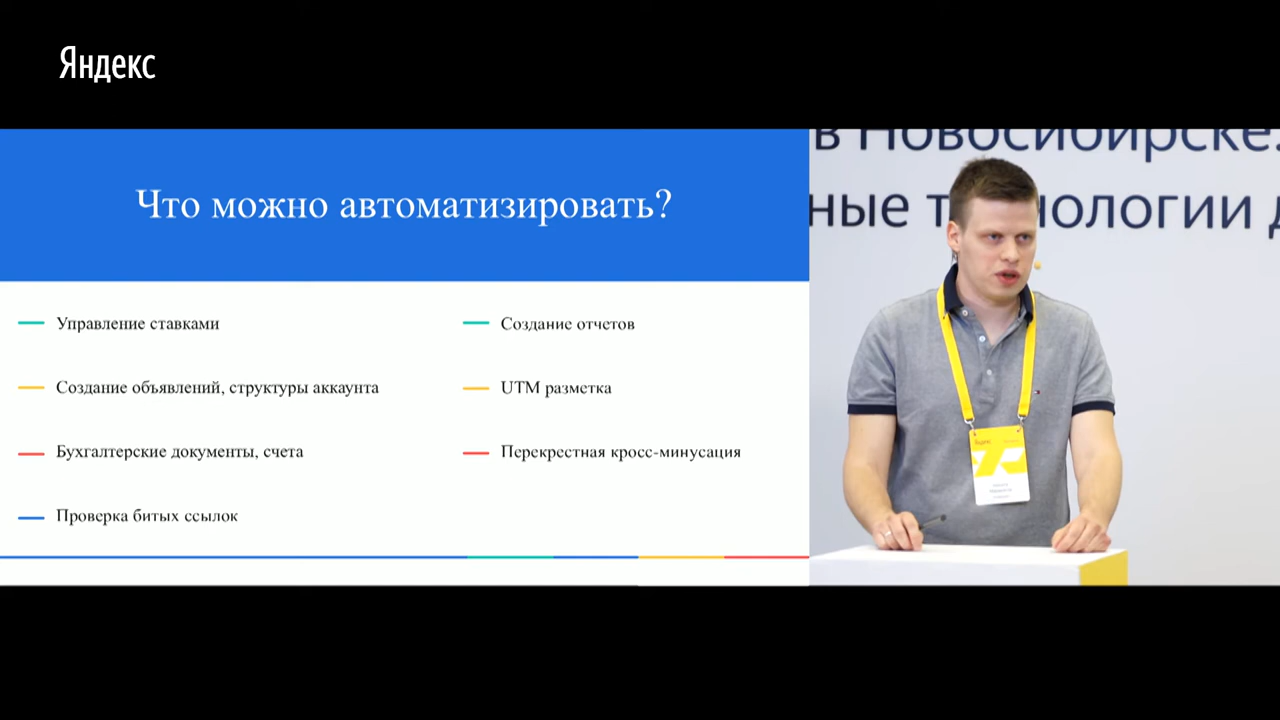 Яндекс
в Новосибирске.
ные технологии д
Что можно автоматизировать?
Управление ставками
Создание объявлений, структуры аккаунта
Бухгалтерские документы, счета
Проверка битых ссылок
Создание отчетов
UTM разметка
Перекрестная кросс-минусация